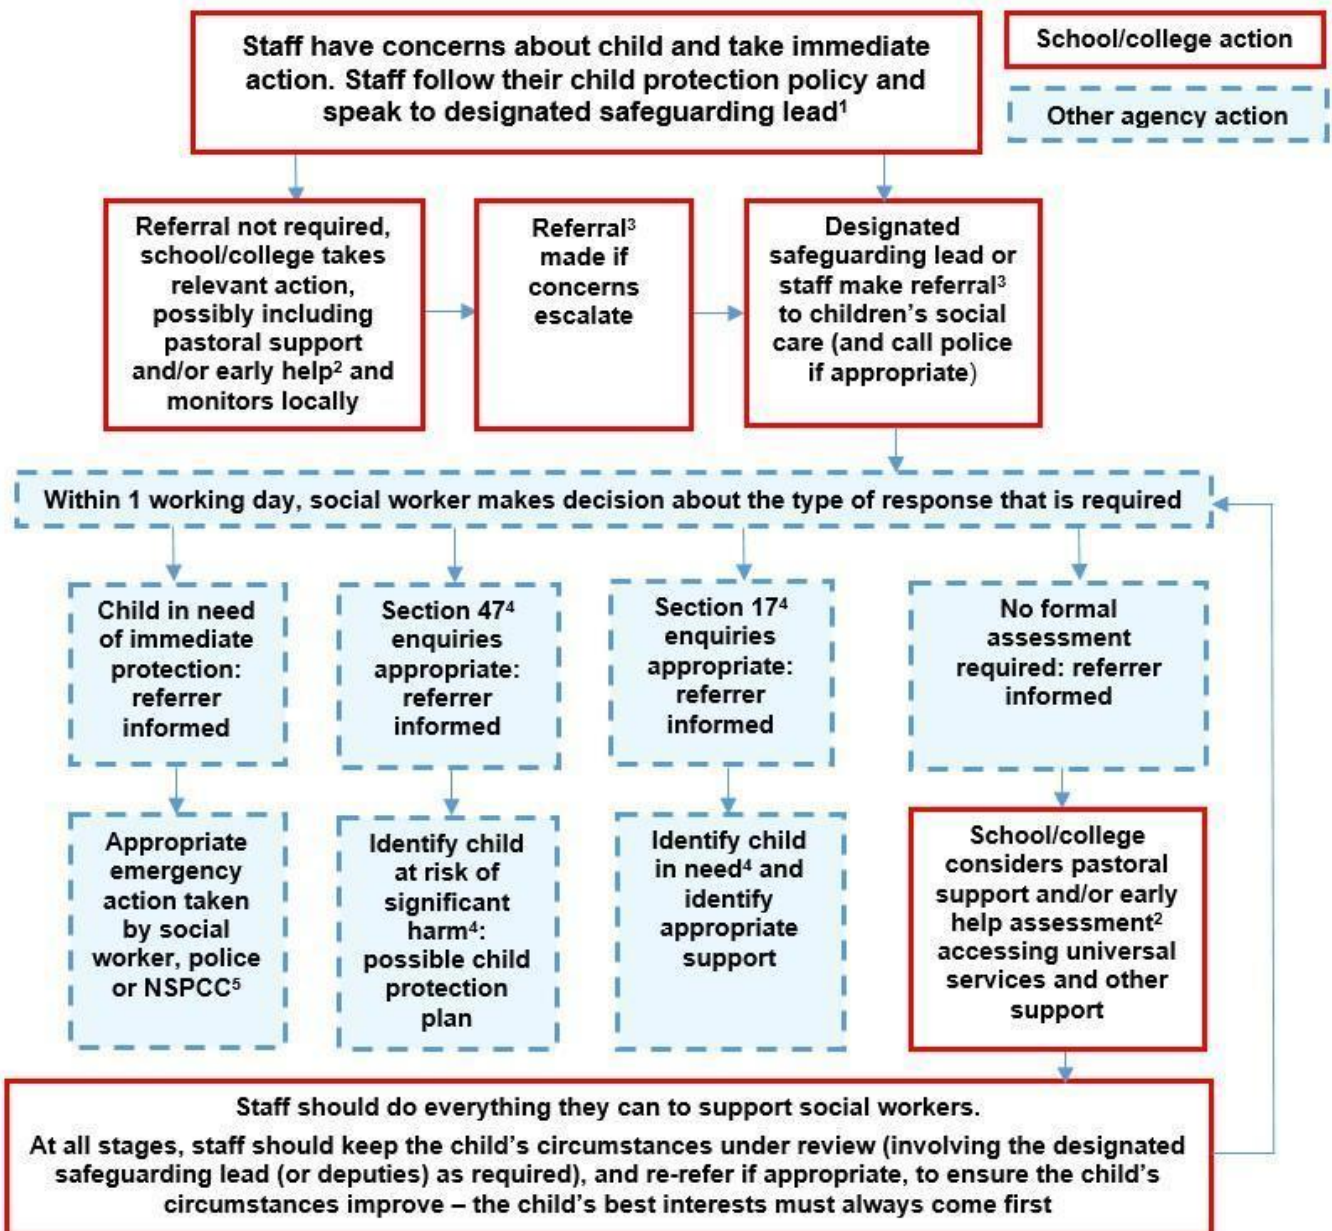 Staff have concerns about child and take immediate
action. Staff follow their child protection policy and
speak to designated safeguarding lead¹
School/college action
Other agency action
Referral not required,
school/college takes
relevant action,
possibly including
pastoral support
and/or early help² and
monitors locally
Referral³
made if
concerns
escalate
Designated
safeguarding lead or
staff make referral³
to children’s social
care (and call police
if appropriate)
Within 1 working day, social worker makes decision about the type of response that is required
Child in need
of immediate
protection:
referrer
informed
Section 47⁴
enquiries
appropriate:
referrer
informed
Section 17⁴
enquiries
appropriate:
referrer
informed
No formal
assessment
required: referrer
informed
Appropriate
emergency
action taken
by social
worker, police
or NSPCC⁵
Identify child
at risk of
significant
harm⁴:
possible child
protection
plan
Identify child
in need⁴ and
identify
appropriate
support
School/college
considers pastoral
support and/or early
help assessment²
accessing universal
services and other
support
Staff should do everything they can to support social workers.
At all stages, staff should keep the child’s circumstances under review (involving the designated
safeguarding lead (or deputies) as required), and re-refer if appropriate, to ensure the child’s
circumstances improve – the child’s best interests must always come first